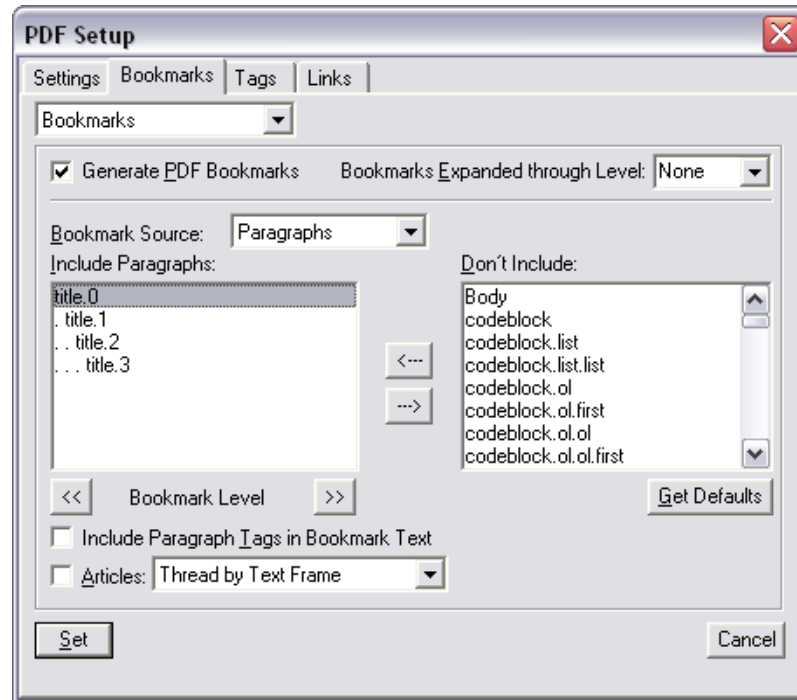 PDF Setup
Settings Bookmarks Tags Links
Bookmarks
Generate PDF Bookmarks Bookmarks Expanded through Level: None
Bookmark Source: Paragraphs
Include Paragraphs: Don´t Include:
title.0
. title.1
. . title.2
. . . title.3
<---
--->
Body
codeblock
codeblock.list
codeblock.list.list
codeblock.ol
codeblock.ol.first
codeblock.ol.ol
codeblock.ol.ol.first
<< Bookmark Level >> Get Defaults
Include Paragraph Tags in Bookmark Text
Articles: Thread by Text Frame
Set Cancel